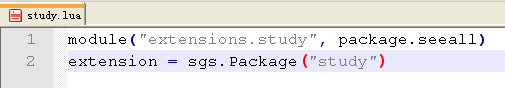 study.lua
1 module("extensions.study", package.seeall)
2 extension = sgs.Package("study")